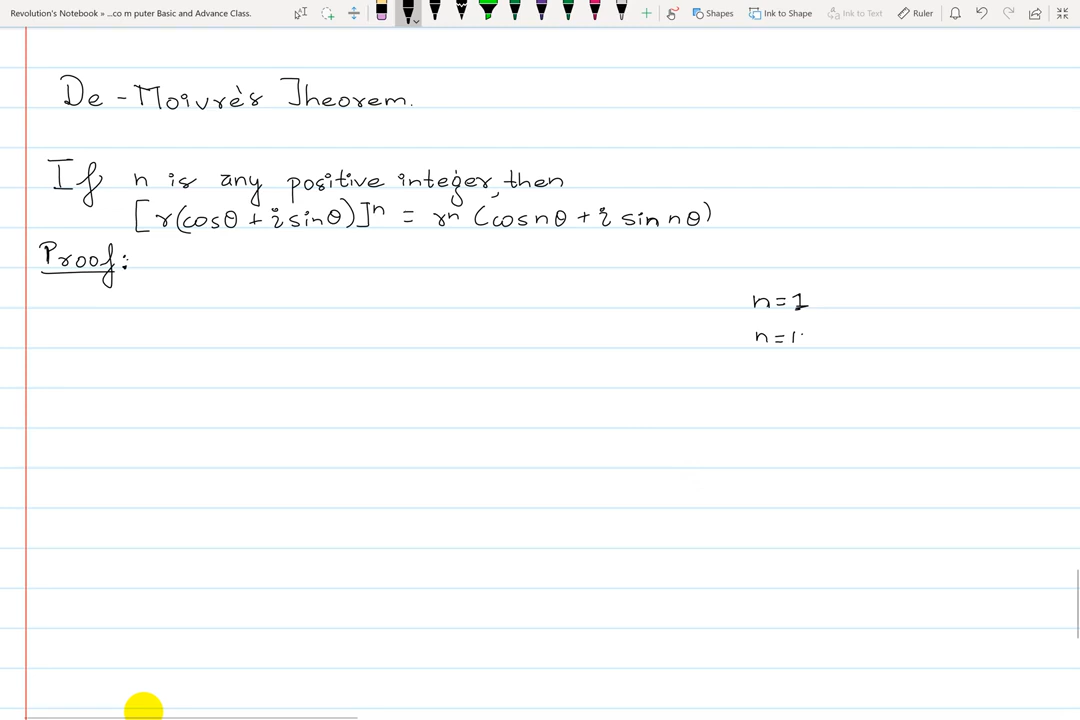 Revolution's Notebook » ...co m puter Basic and Advance Class.
Shapes
Ink to Shape
Ink to Text
Ruler
De-Moivre's Theorem.
If n is any positive integer, then
[r(cosθ + i sinθ)]ⁿ = rⁿ (cos nθ + i sin nθ)
Proof:
n = 1
n = 1